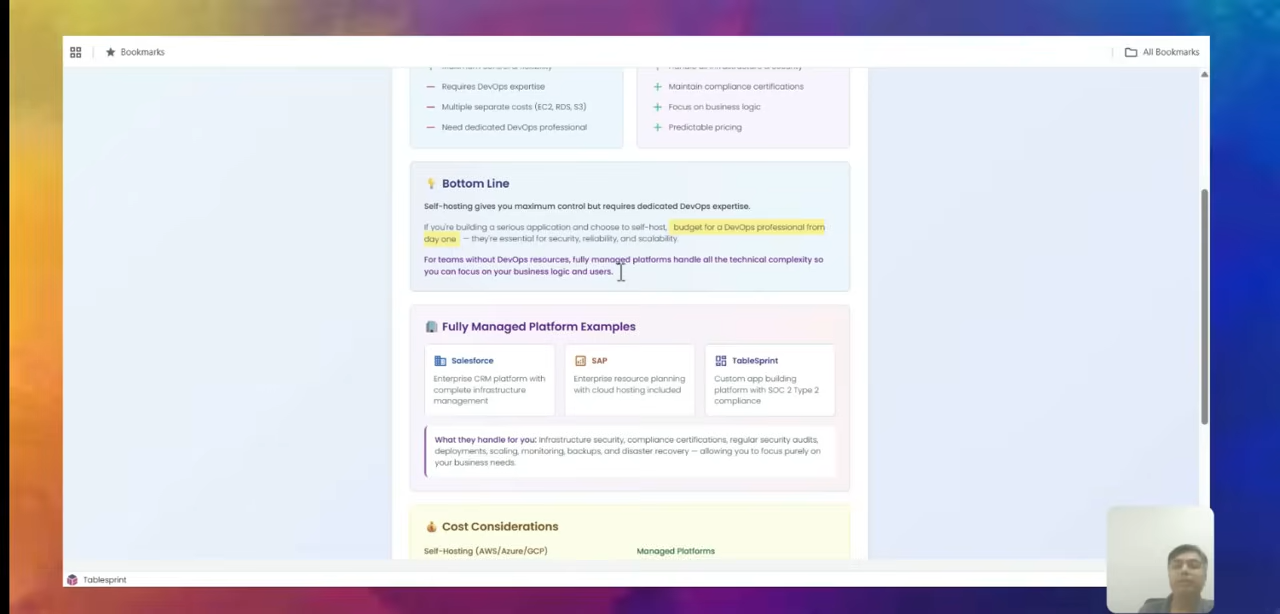 Bookmarks
All Bookmarks
Requires DevOps expertise
Multiple separate costs (EC2, RDS, S3)
Need dedicated DevOps professional
Maintain compliance certifications
Focus on business logic
Predictable pricing
Bottom Line
Self-hosting gives you maximum control but requires dedicated DevOps expertise.
If you're building a serious application and choose to self-host, budget for a DevOps professional from
day one — they're essential for security, reliability, and scalability.
For teams without DevOps resources, fully managed platforms handle all the technical complexity so
you can focus on your business logic and users.
Fully Managed Platform Examples
Salesforce
Enterprise CRM platform with
complete infrastructure
management
SAP
Enterprise resource planning
with cloud hosting included
TableSprint
Custom app building
platform with SOC 2 Type 2
compliance
What they handle for you: Infrastructure security, compliance certifications, regular security audits,
deployments, scaling, monitoring, backups, and disaster recovery — allowing you to focus purely on
your business needs.
Cost Considerations
Self-Hosting (AWS/Azure/GCP)
Managed Platforms
Tablesprint